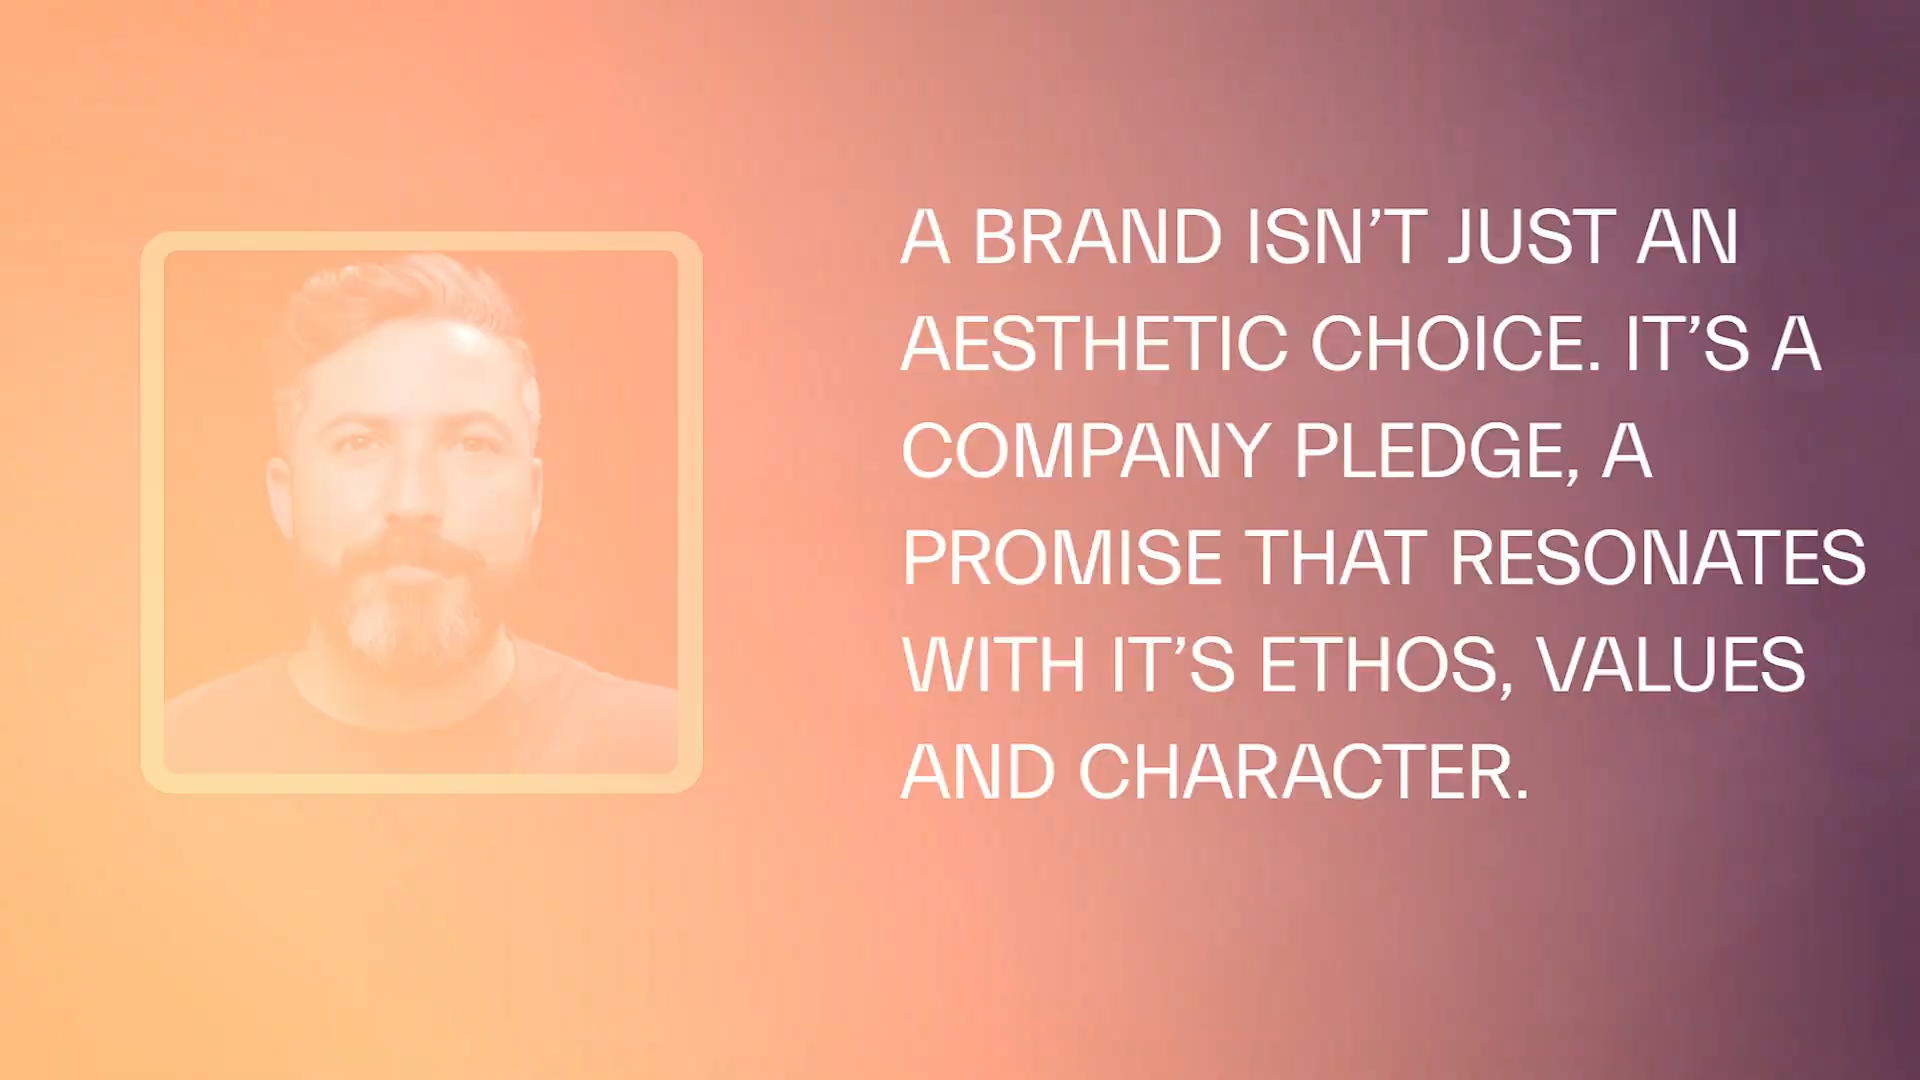 A BRAND ISN’T JUST AN
AESTHETIC CHOICE. IT’S A
COMPANY PLEDGE, A
PROMISE THAT RESONATES
WITH IT’S ETHOS, VALUES
AND CHARACTER.